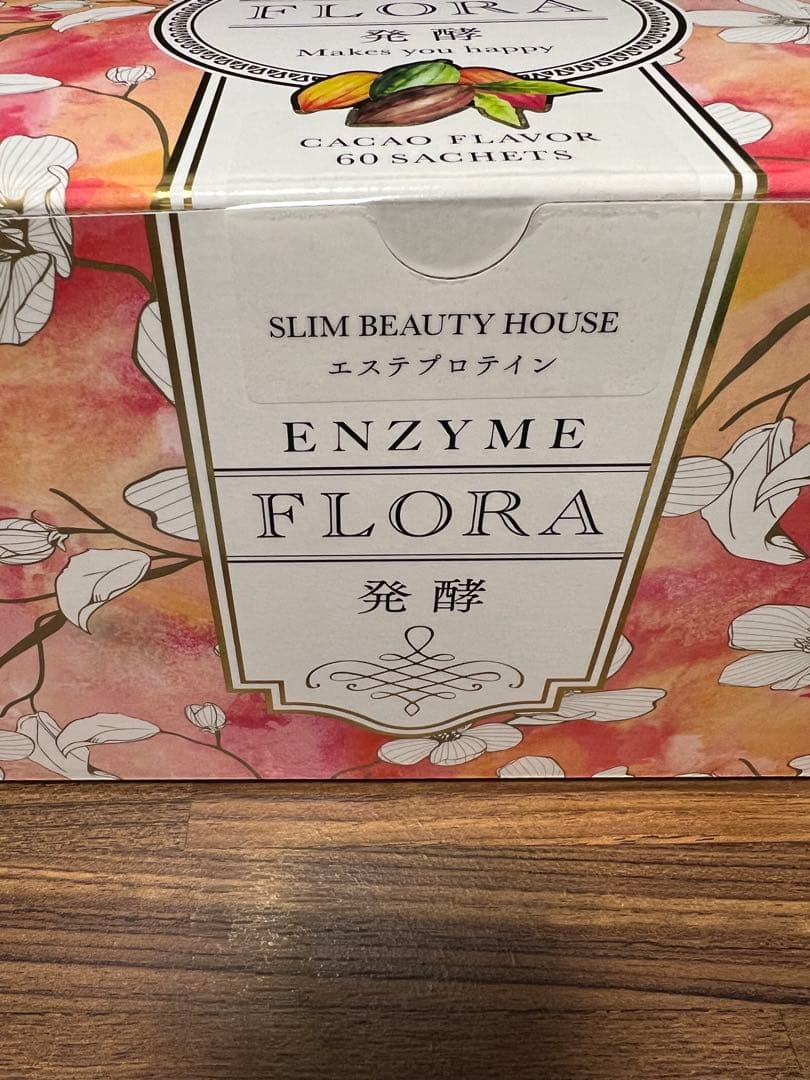 FLORA
発酵
Makes you happy
CACAO FLAVOR
60 SACHETS
SLIM BEAUTY HOUSE
エステプロテイン
ENZYME
FLORA
発酵